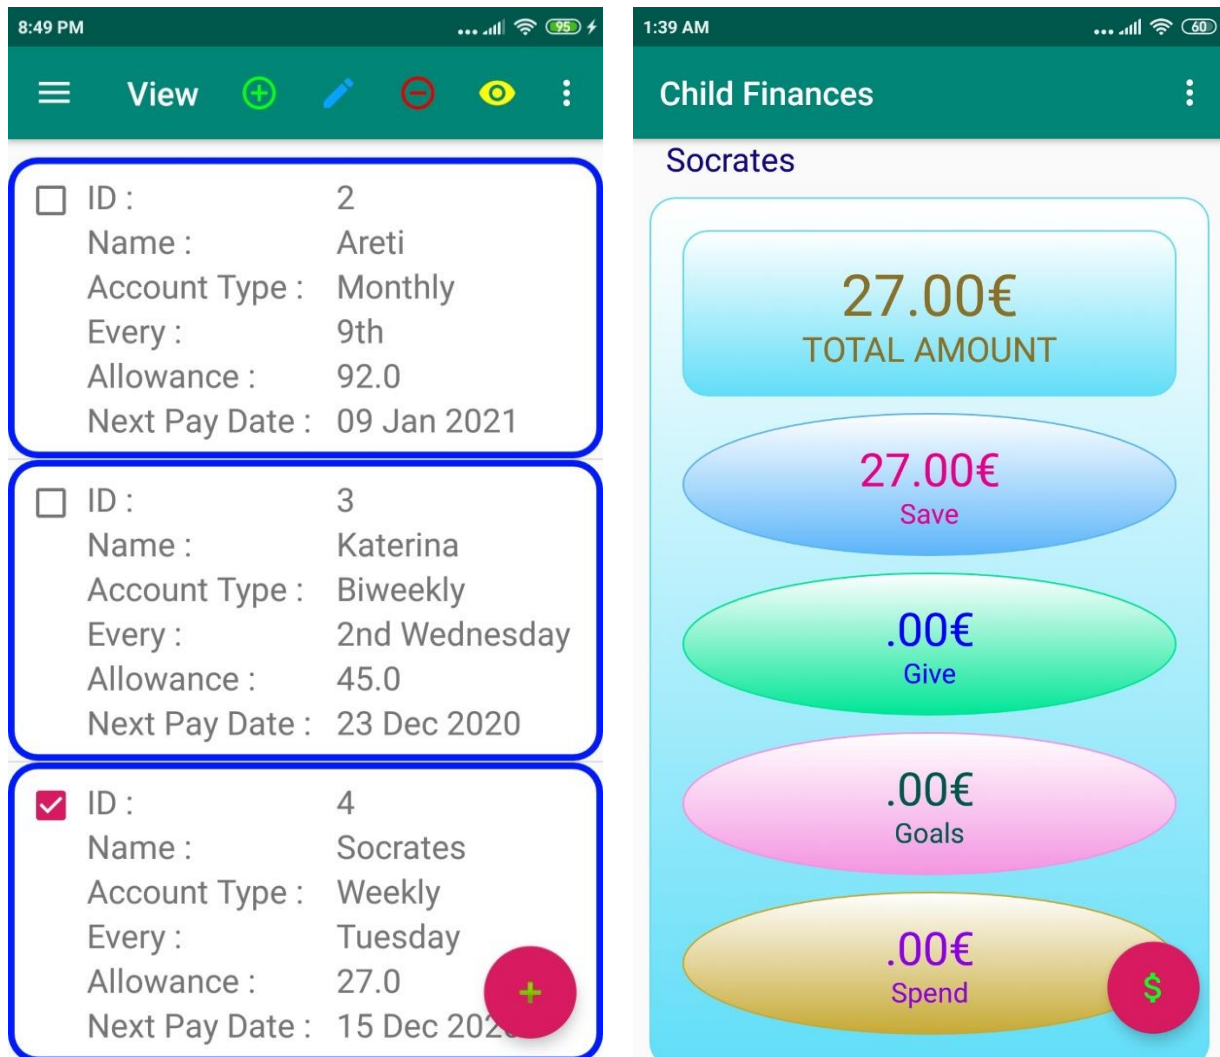 8:49 PM
95
View
ID : 2
Name : Areti
Account Type : Monthly
Every : 9th
Allowance : 92.0
Next Pay Date : 09 Jan 2021
ID : 3
Name : Katerina
Account Type : Biweekly
Every : 2nd Wednesday
Allowance : 45.0
Next Pay Date : 23 Dec 2020
ID : 4
Name : Socrates
Account Type : Weekly
Every : Tuesday
Allowance : 27.0
+
Next Pay Date : 15 Dec
1:39 AM
60
Child Finances
Socrates
27.00€
TOTAL AMOUNT
27.00€
Save
.00€
Give
.00€
Goals
.00€
Spend
$